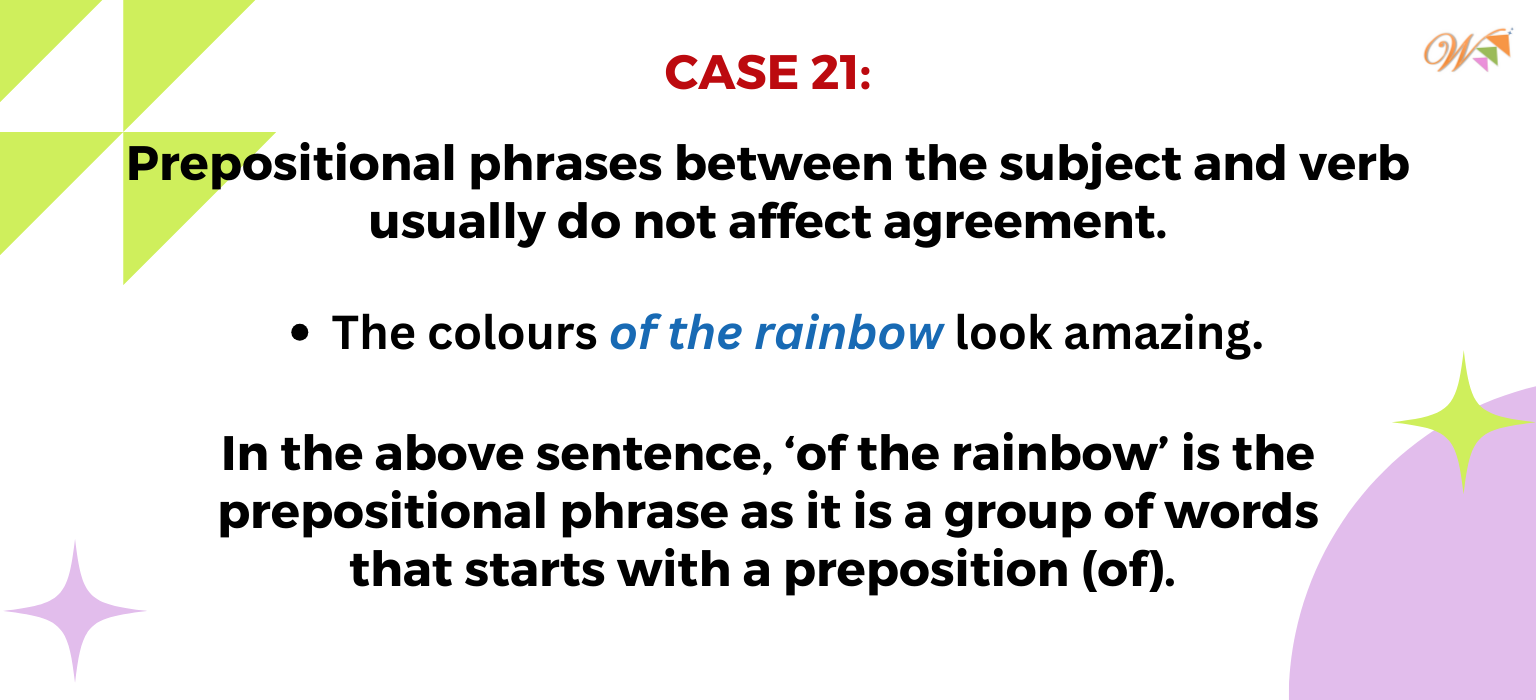 CASE 21:
Prepositional phrases between the subject and verb
usually do not affect agreement.
• The colours of the rainbow look amazing.
In the above sentence, ‘of the rainbow’ is the
prepositional phrase as it is a group of words
that starts with a preposition (of).
W